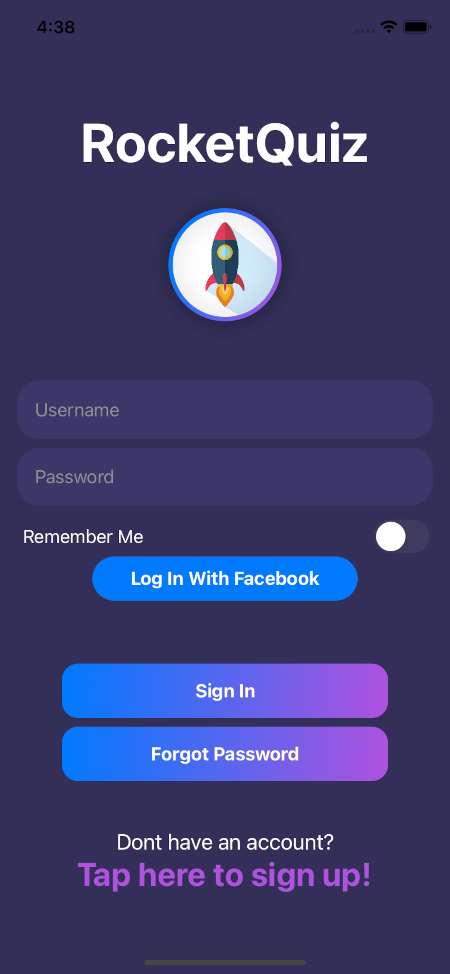 4:38
RocketQuiz
Username
Password
Remember Me
Log In With Facebook
Sign In
Forgot Password
Dont have an account?
Tap here to sign up!